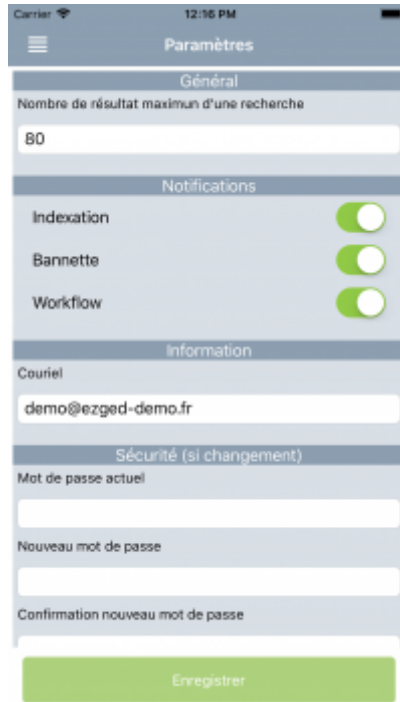 Carrier 12:16 PM
Paramètres
Général
Nombre de résultat maximun d'une recherche
80
Notifications
Indexation
Bannette
Workflow
Information
Couriel
demo@ezged-demo.fr
Sécurité (si changement)
Mot de passe actuel
Nouveau mot de passe
Confirmation nouveau mot de passe
Enregistrer